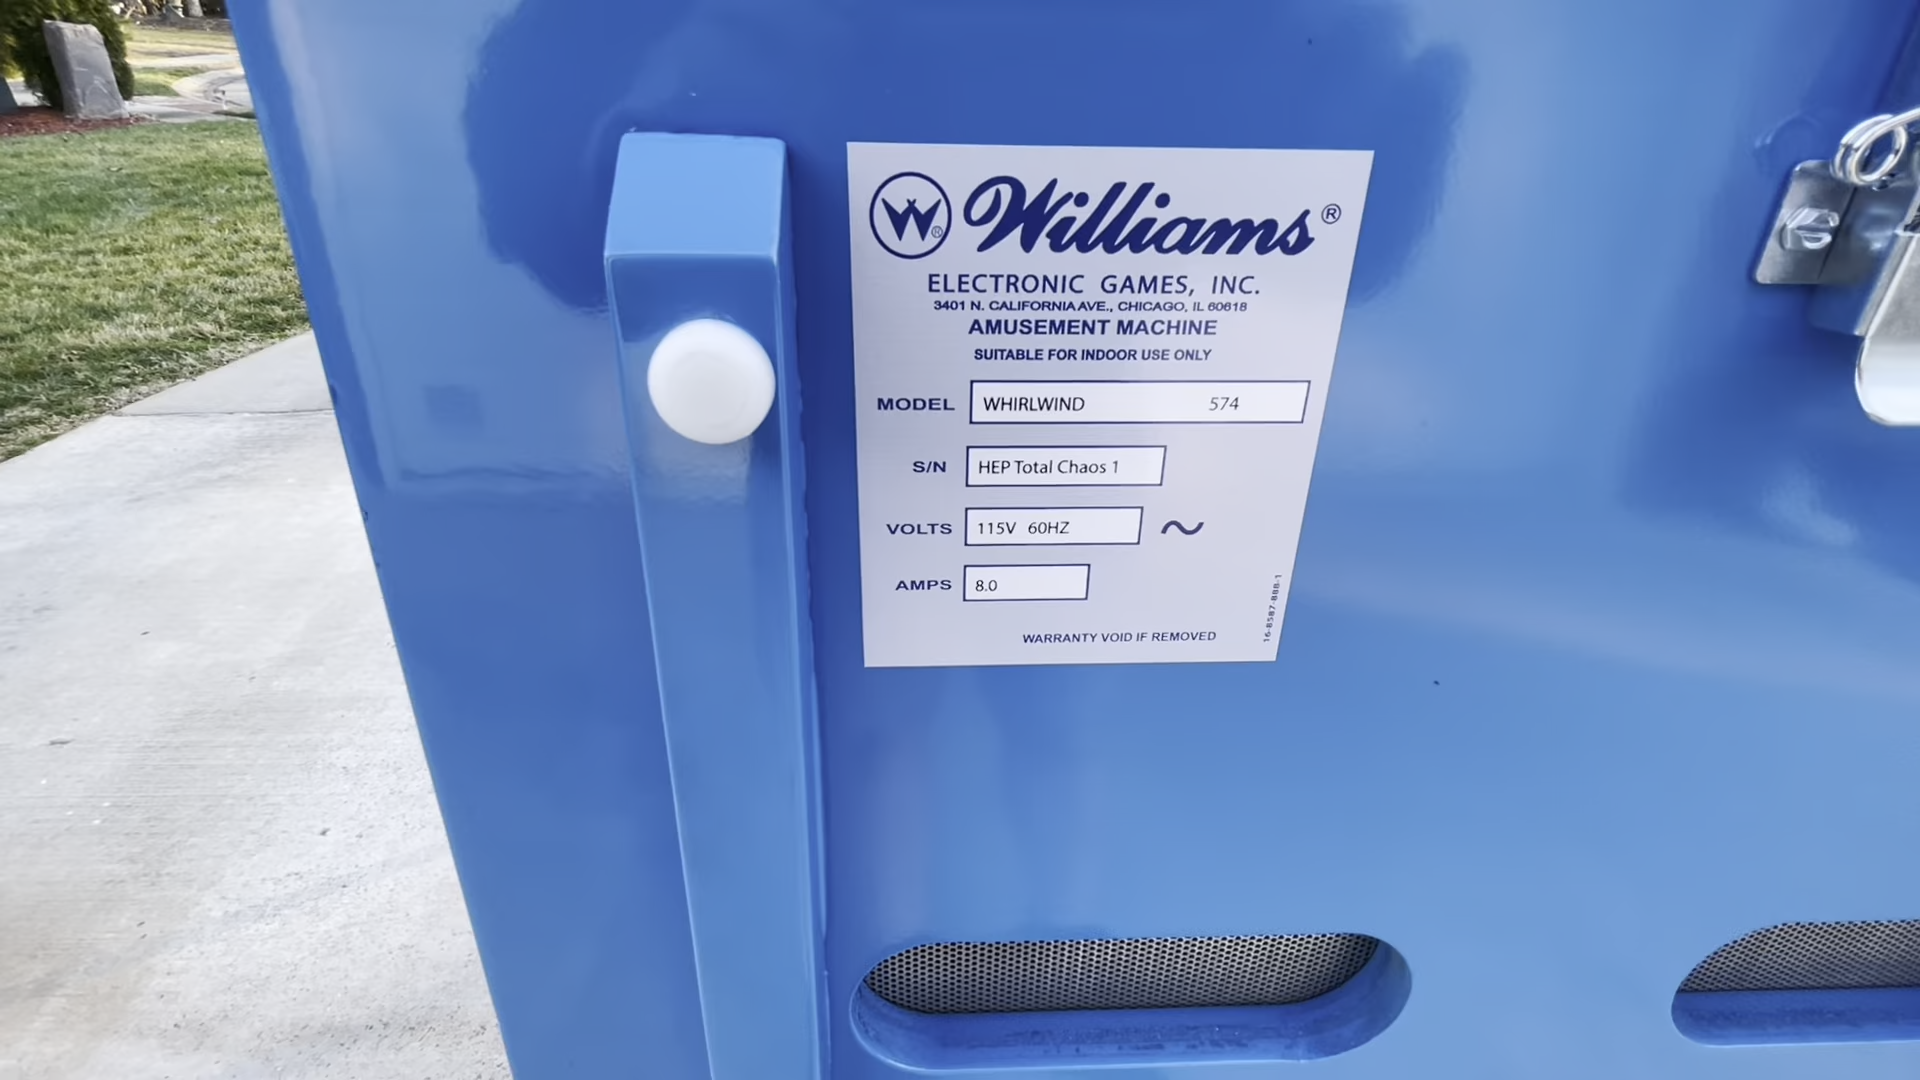 W® Williams®
ELECTRONIC GAMES, INC.
3401 N. CALIFORNIA AVE., CHICAGO, IL 60618
AMUSEMENT MACHINE
SUITABLE FOR INDOOR USE ONLY
MODEL WHIRLWIND 574
S/N HEP Total Chaos 1
VOLTS 115V 60HZ ~
AMPS 8.0
WARRANTY VOID IF REMOVED
16-8587-BBB-1